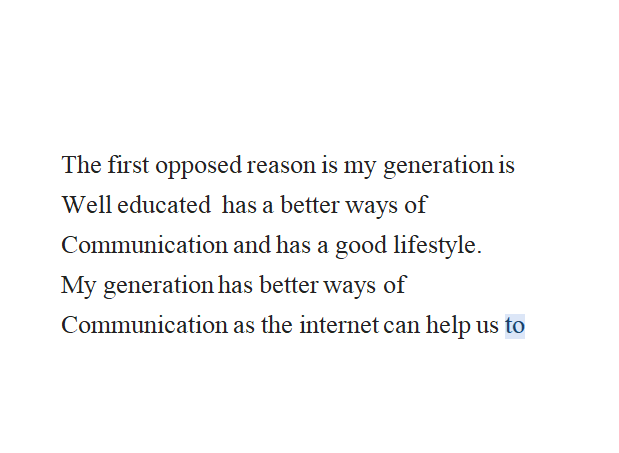 The first opposed reason is my generation is
Well educated  has a better ways of
Communication and has a good lifestyle.
My generation has better ways of
Communication as the internet can help us to